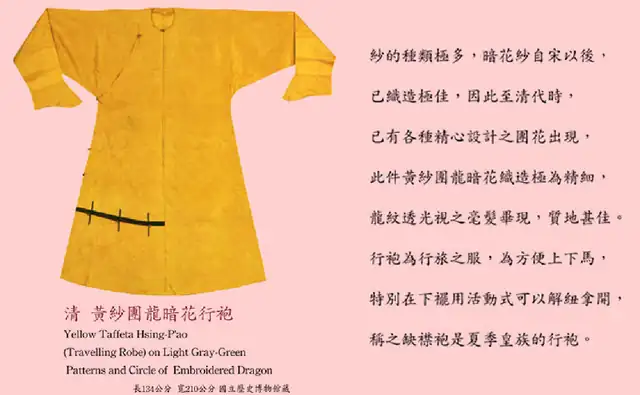 紗的種類極多，暗花紗自宋以後，
已織造極佳，因此至清代時，
已有各種精心設計之團花出現，
此件黃紗團龍暗花織造極為精細，
龍紋透光視之毫髮畢現，質地甚佳。
行袍為行旅之服，為方便上下馬，
特別在下襬用活動式可以解紐拿開，
稱之缺襟袍是夏季皇族的行袍。
清 黃紗團龍暗花行袍
Yellow Taffeta Hsing-P'ao
(Travelling Robe) on Light Gray-Green
Patterns and Circle of Embroidered Dragon
長134公分 寬210公分 國立歷史博物館藏